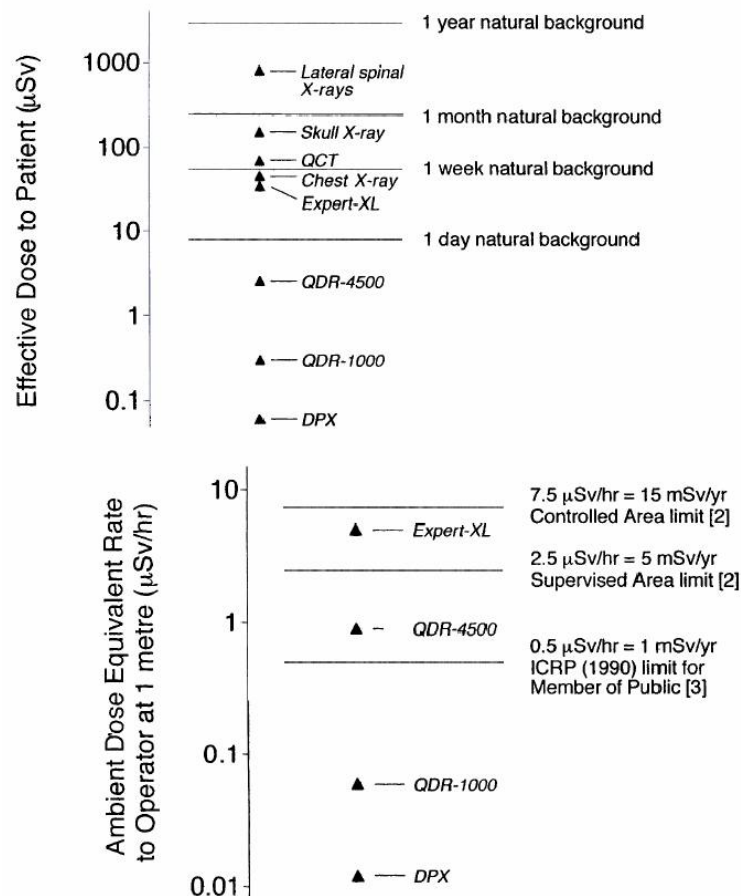 Effective Dose to Patient (μSv)
1000
100
10
1
0.1
1 year natural background
Lateral spinal
X-rays
1 month natural background
Skull X-ray
QCT
1 week natural background
Chest X-ray
Expert-XL
1 day natural background
QDR-4500
QDR-1000
DPX
Ambient Dose Equivalent Rate
to Operator at 1 metre (μSv/hr)
10
1
0.1
0.01
7.5 μSv/hr = 15 mSv/yr
Controlled Area limit [2]
Expert-XL
2.5 μSv/hr = 5 mSv/yr
Supervised Area limit [2]
QDR-4500
0.5 μSv/hr = 1 mSv/yr
ICRP (1990) limit for
Member of Public [3]
QDR-1000
DPX